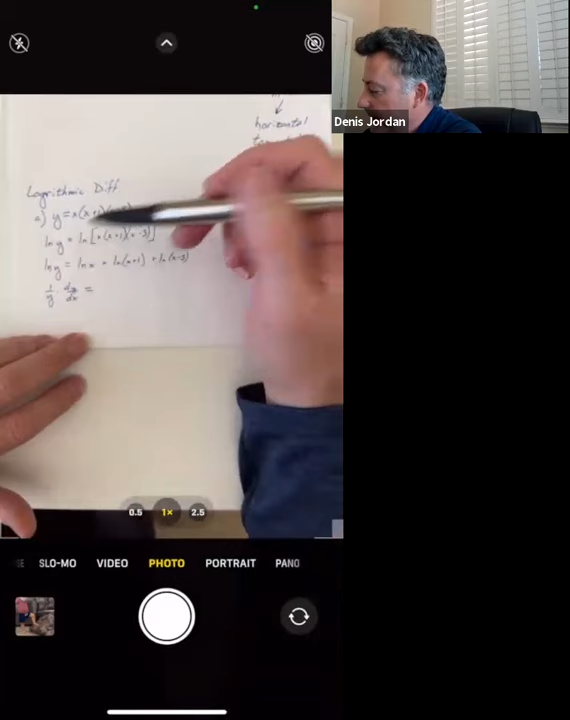 Denis Jordan
horizontal
Logarithmic Diff
a) y = x(x+1)
ln y = ln[x(x+1)(x-3)]
ln y = ln x + ln(x+1) + ln(x-3)
1/y dy/dx =
0.5 1× 2.5
SLO-MO VIDEO PHOTO PORTRAIT PANO